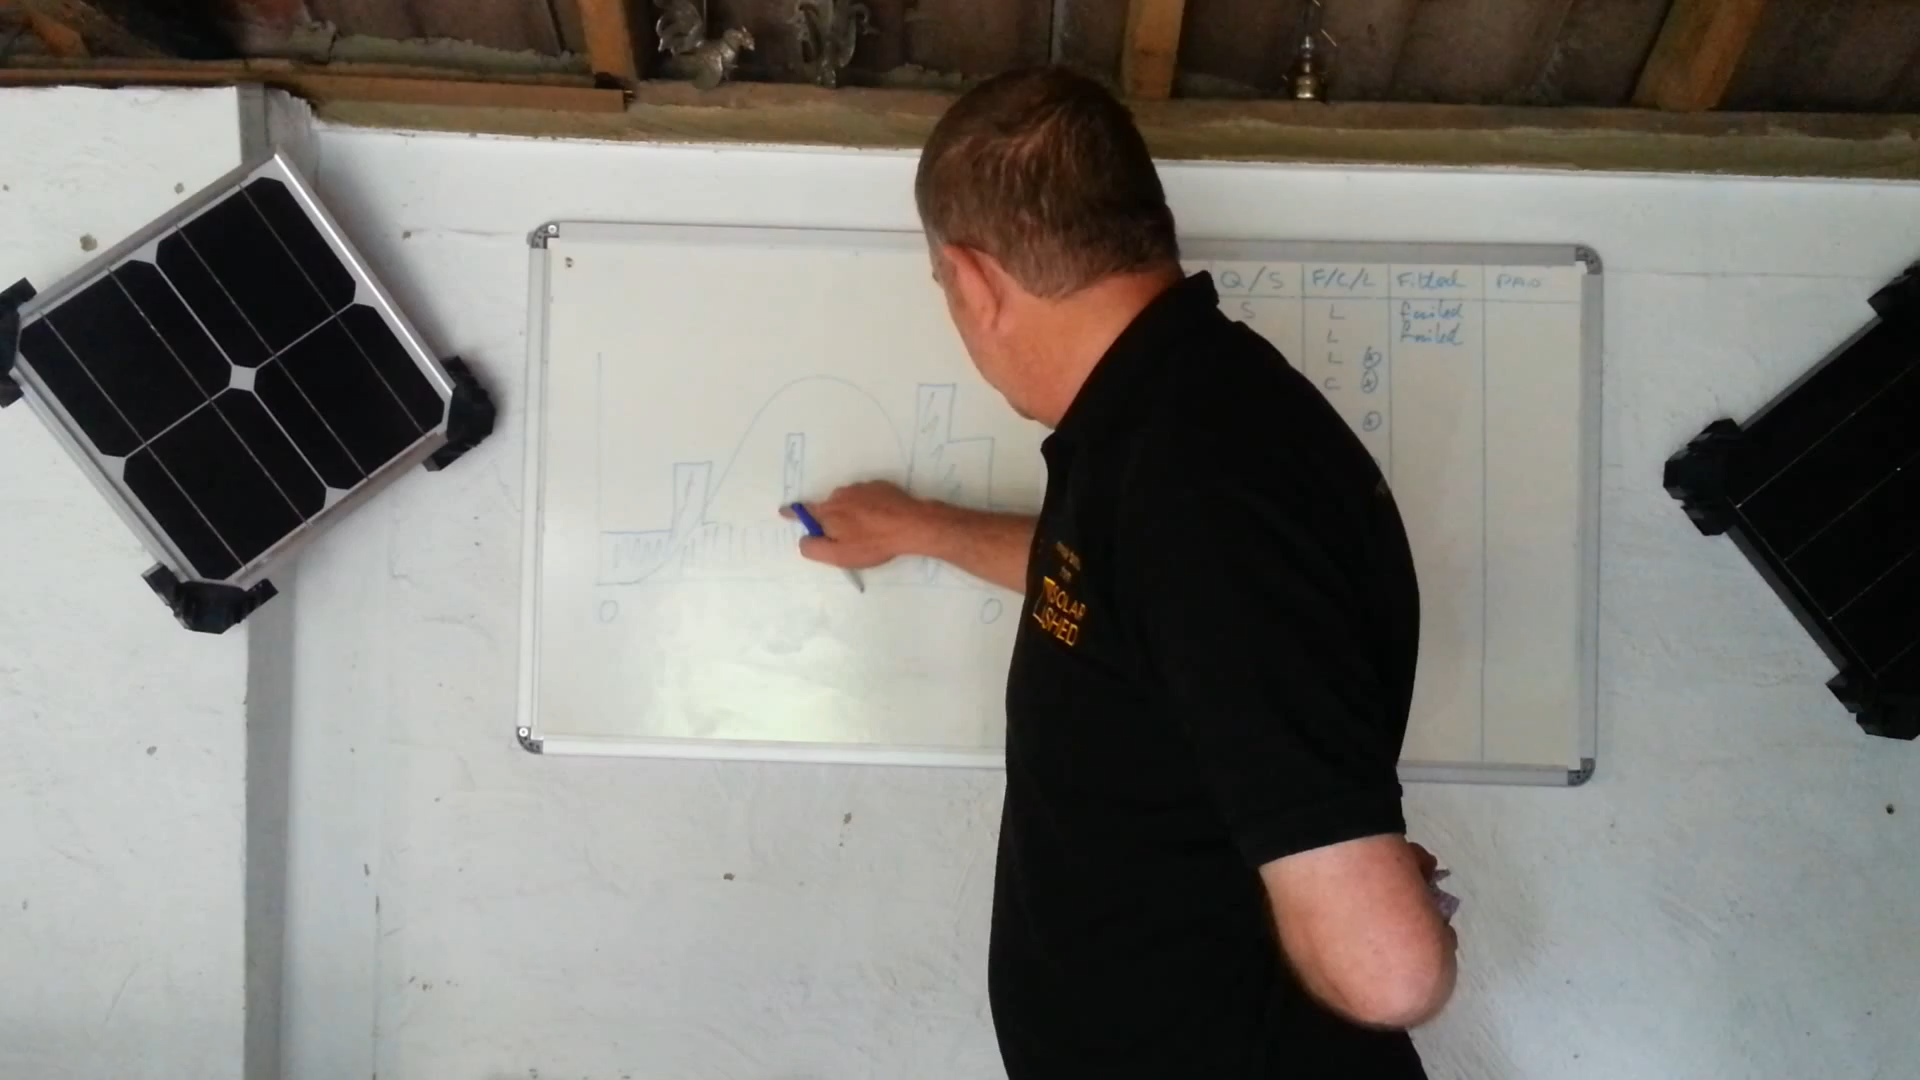 Q/S F/C/L Fitted PAO
S L failed
L failed
L
C
O O
SOLAR
SHED